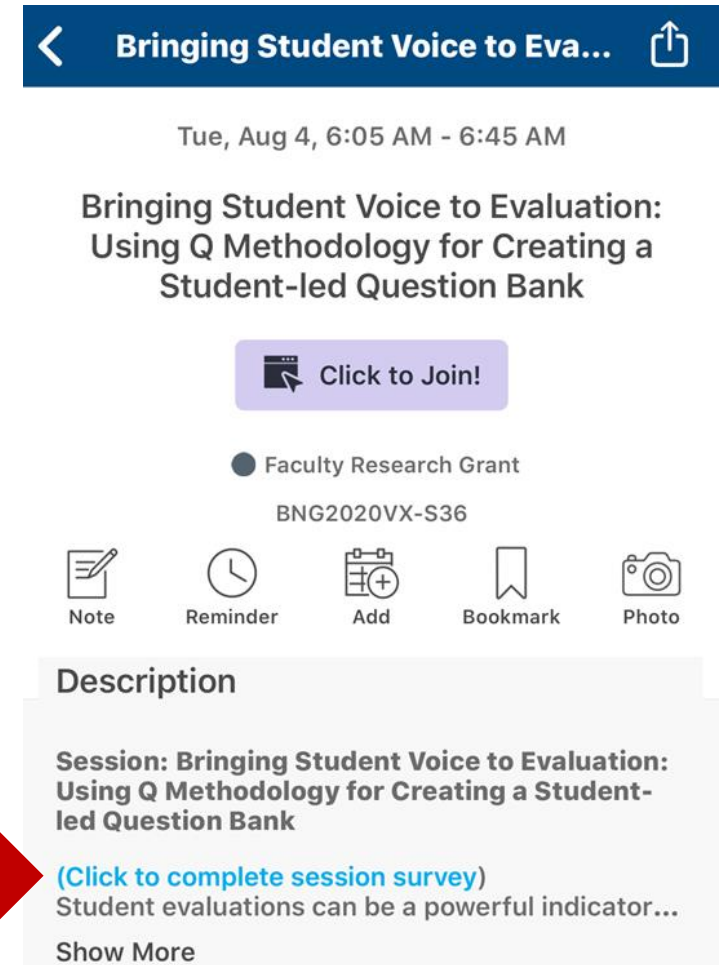 Bringing Student Voice to Eva...
Tue, Aug 4, 6:05 AM - 6:45 AM
Bringing Student Voice to Evaluation:
Using Q Methodology for Creating a
Student-led Question Bank
Click to Join!
Faculty Research Grant
BNG2020VX-S36
Note Reminder Add Bookmark Photo
Description
Session: Bringing Student Voice to Evaluation:
Using Q Methodology for Creating a Student-
led Question Bank
(Click to complete session survey)
Student evaluations can be a powerful indicator...
Show More